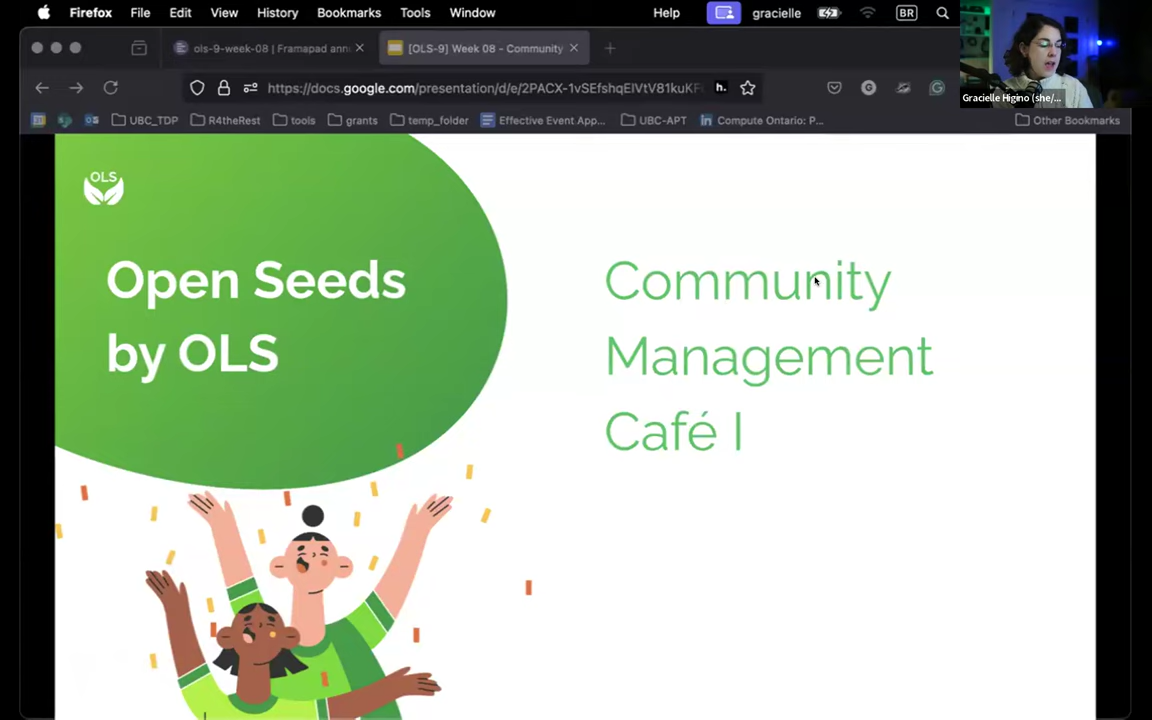 Firefox File Edit View History Bookmarks Tools Window Help gracielle BR
ols-9-week-08 | Framapad ann
[OLS-9] Week 08 - Community
https://docs.google.com/presentation/d/e/2PACX-1vSEfshqEIVtV81kuKF
h.
Gracielle Higino (she/...
UBC_TDP R4theRest tools grants temp_folder Effective Event App... UBC-APT Compute Ontario: P... Other Bookmarks
OLS
Open Seeds
by OLS
Community
Management
Café I